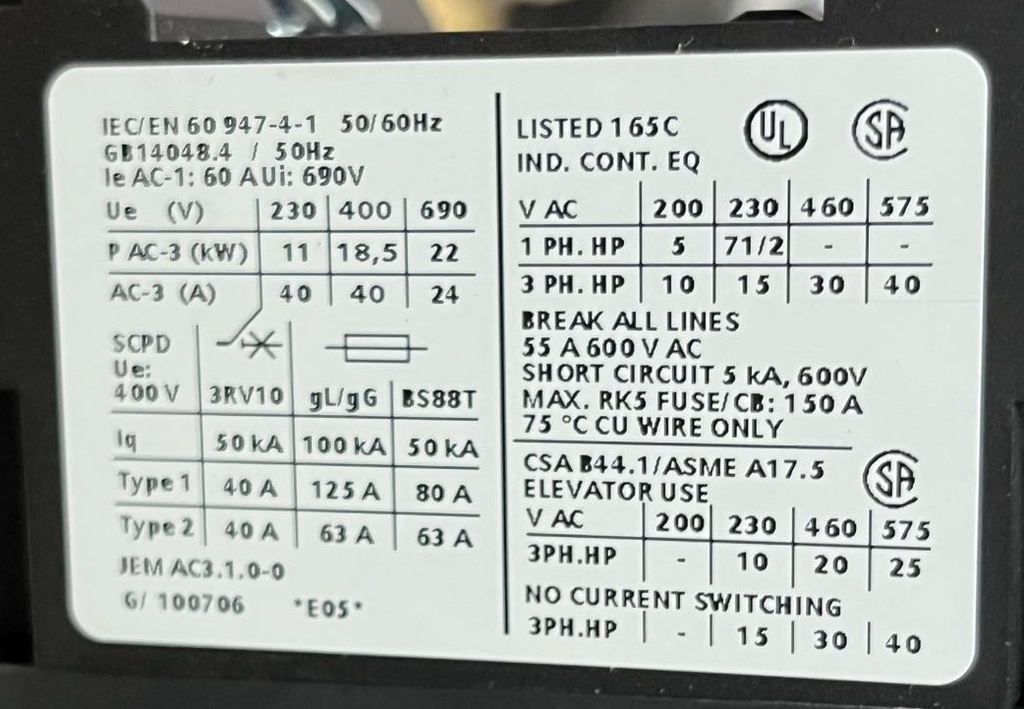 IEC/EN 60 947-4-1 50/60Hz
GB14048.4 / 50Hz
Ie AC-1: 60 A Ui: 690V
Ue (V) 230 400 690
P AC-3 (kW) 11 18,5 22
AC-3 (A) 40 40 24
SCPD
Ue:
400 V 3RV10 gL/gG BS88T
Iq 50 kA 100 kA 50 kA
Type 1 40 A 125 A 80 A
Type 2 40 A 63 A 63 A
JEM AC3.1.0-0
G/ 100706 *E05*
LISTED 165C UL SA
IND. CONT. EQ
V AC 200 230 460 575
1 PH. HP 5 71/2 - -
3 PH. HP 10 15 30 40
BREAK ALL LINES
55 A 600 V AC
SHORT CIRCUIT 5 kA, 600V
MAX. RK5 FUSE/CB: 150 A
75 °C CU WIRE ONLY
CSA B44.1/ASME A17.5 SA
ELEVATOR USE
V AC 200 230 460 575
3PH.HP - 10 20 25
NO CURRENT SWITCHING
3PH.HP - 15 30 40